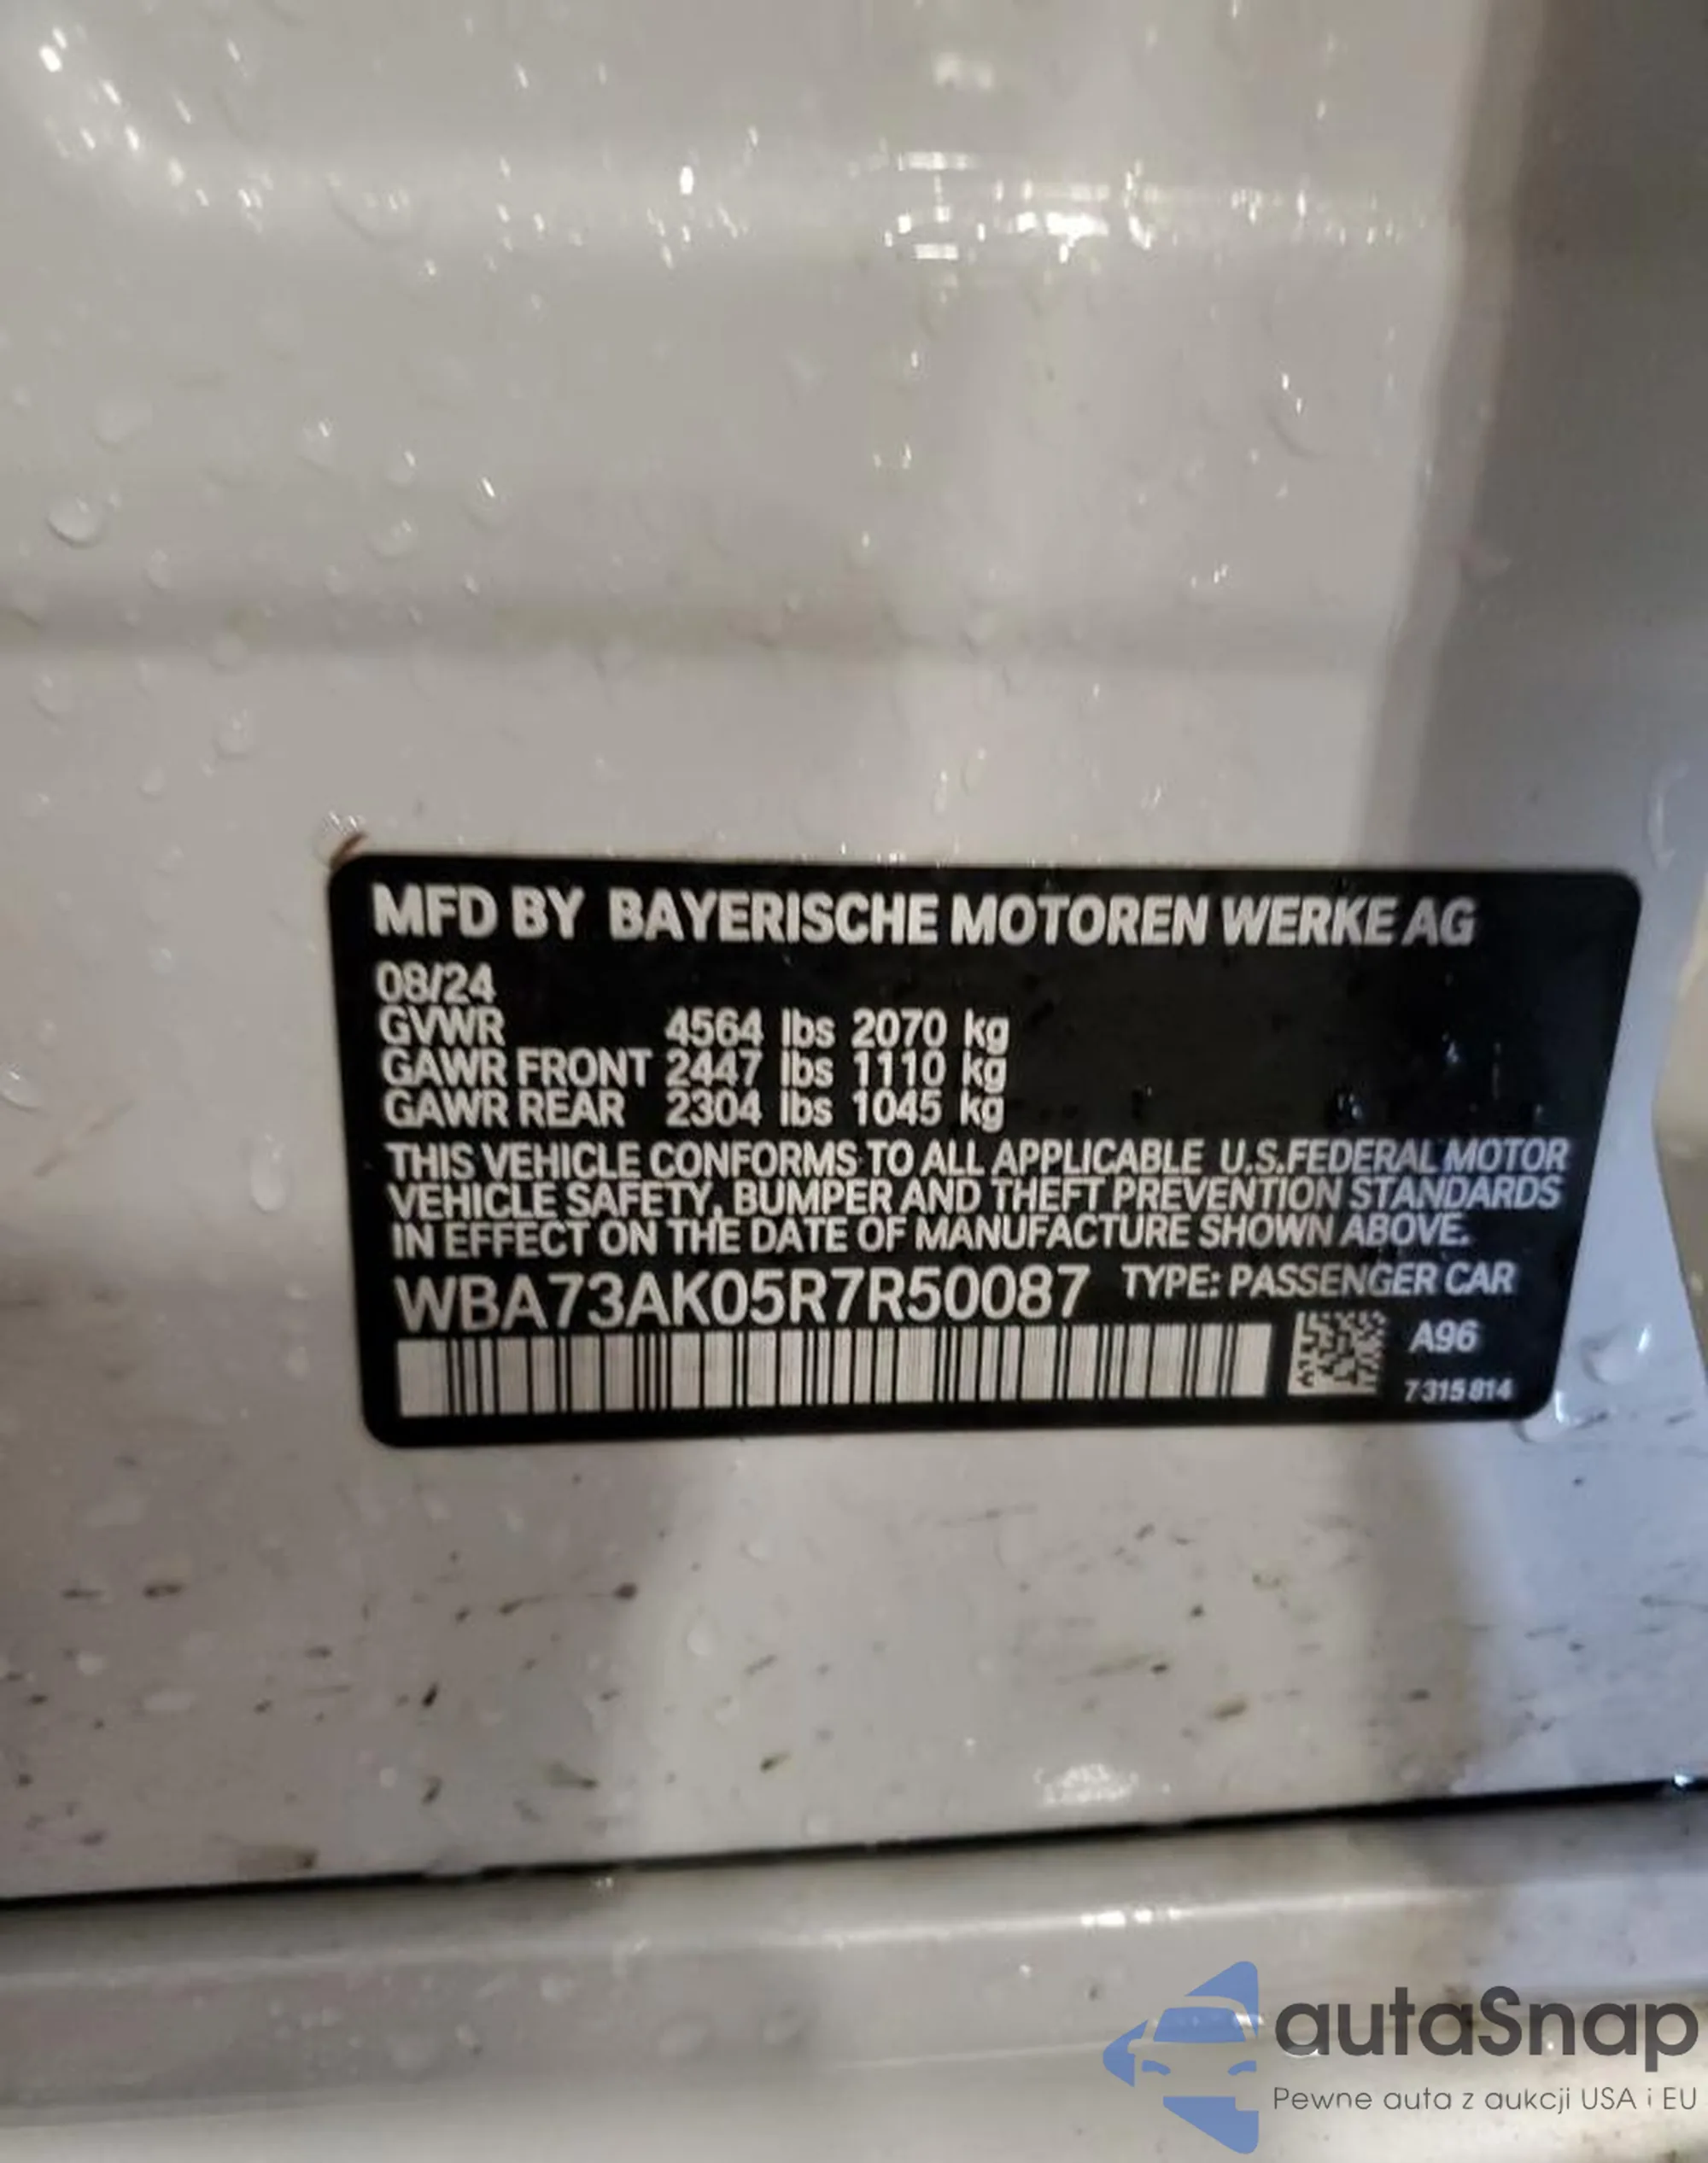 MFD BY BAYERISCHE MOTOREN WERKE AG
08/24
GVWR 4564 lbs 2070 kg
GAWR FRONT 2447 lbs 1110 kg
GAWR REAR 2304 lbs 1045 kg
THIS VEHICLE CONFORMS TO ALL APPLICABLE U.S.FEDERAL MOTOR
VEHICLE SAFETY, BUMPER AND THEFT PREVENTION STANDARDS
IN EFFECT ON THE DATE OF MANUFACTURE SHOWN ABOVE.
WBA73AK05R7R50087 TYPE: PASSENGER CAR
A96
7 315 814
autaSnap
Pewne auta z aukcji USA i EU